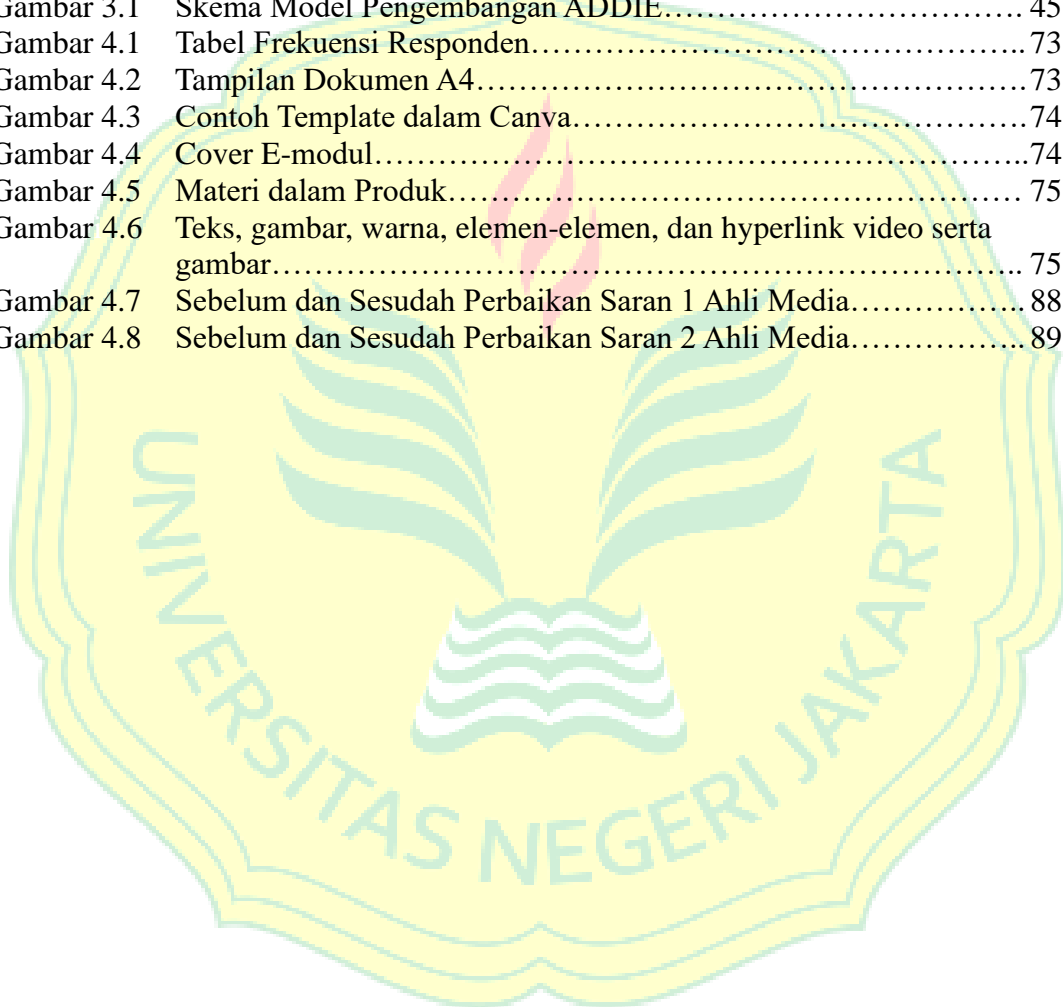 Gambar 3.1 Skema Model Pengembangan ADDIE…………………………… 45
Gambar 4.1 Tabel Frekuensi Responden…………………………………….. 73
Gambar 4.2 Tampilan Dokumen A4………………………………………….73
Gambar 4.3 Contoh Template dalam Canva………………………………….74
Gambar 4.4 Cover E-modul…………………………………………………..74
Gambar 4.5 Materi dalam Produk…………………………………………… 75
Gambar 4.6 Teks, gambar, warna, elemen-elemen, dan hyperlink video serta
gambar………………………………………………………….. 75
Gambar 4.7 Sebelum dan Sesudah Perbaikan Saran 1 Ahli Media…………….. 88
Gambar 4.8 Sebelum dan Sesudah Perbaikan Saran 2 Ahli Media…………….. 89
UNIVERSITAS NEGERI JAKARTA